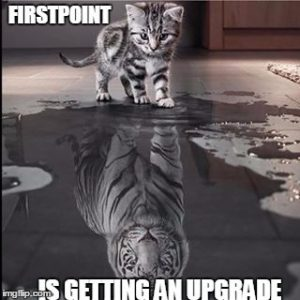 FIRSTPOINT
IS GETTING AN UPGRADE
imgflip.com